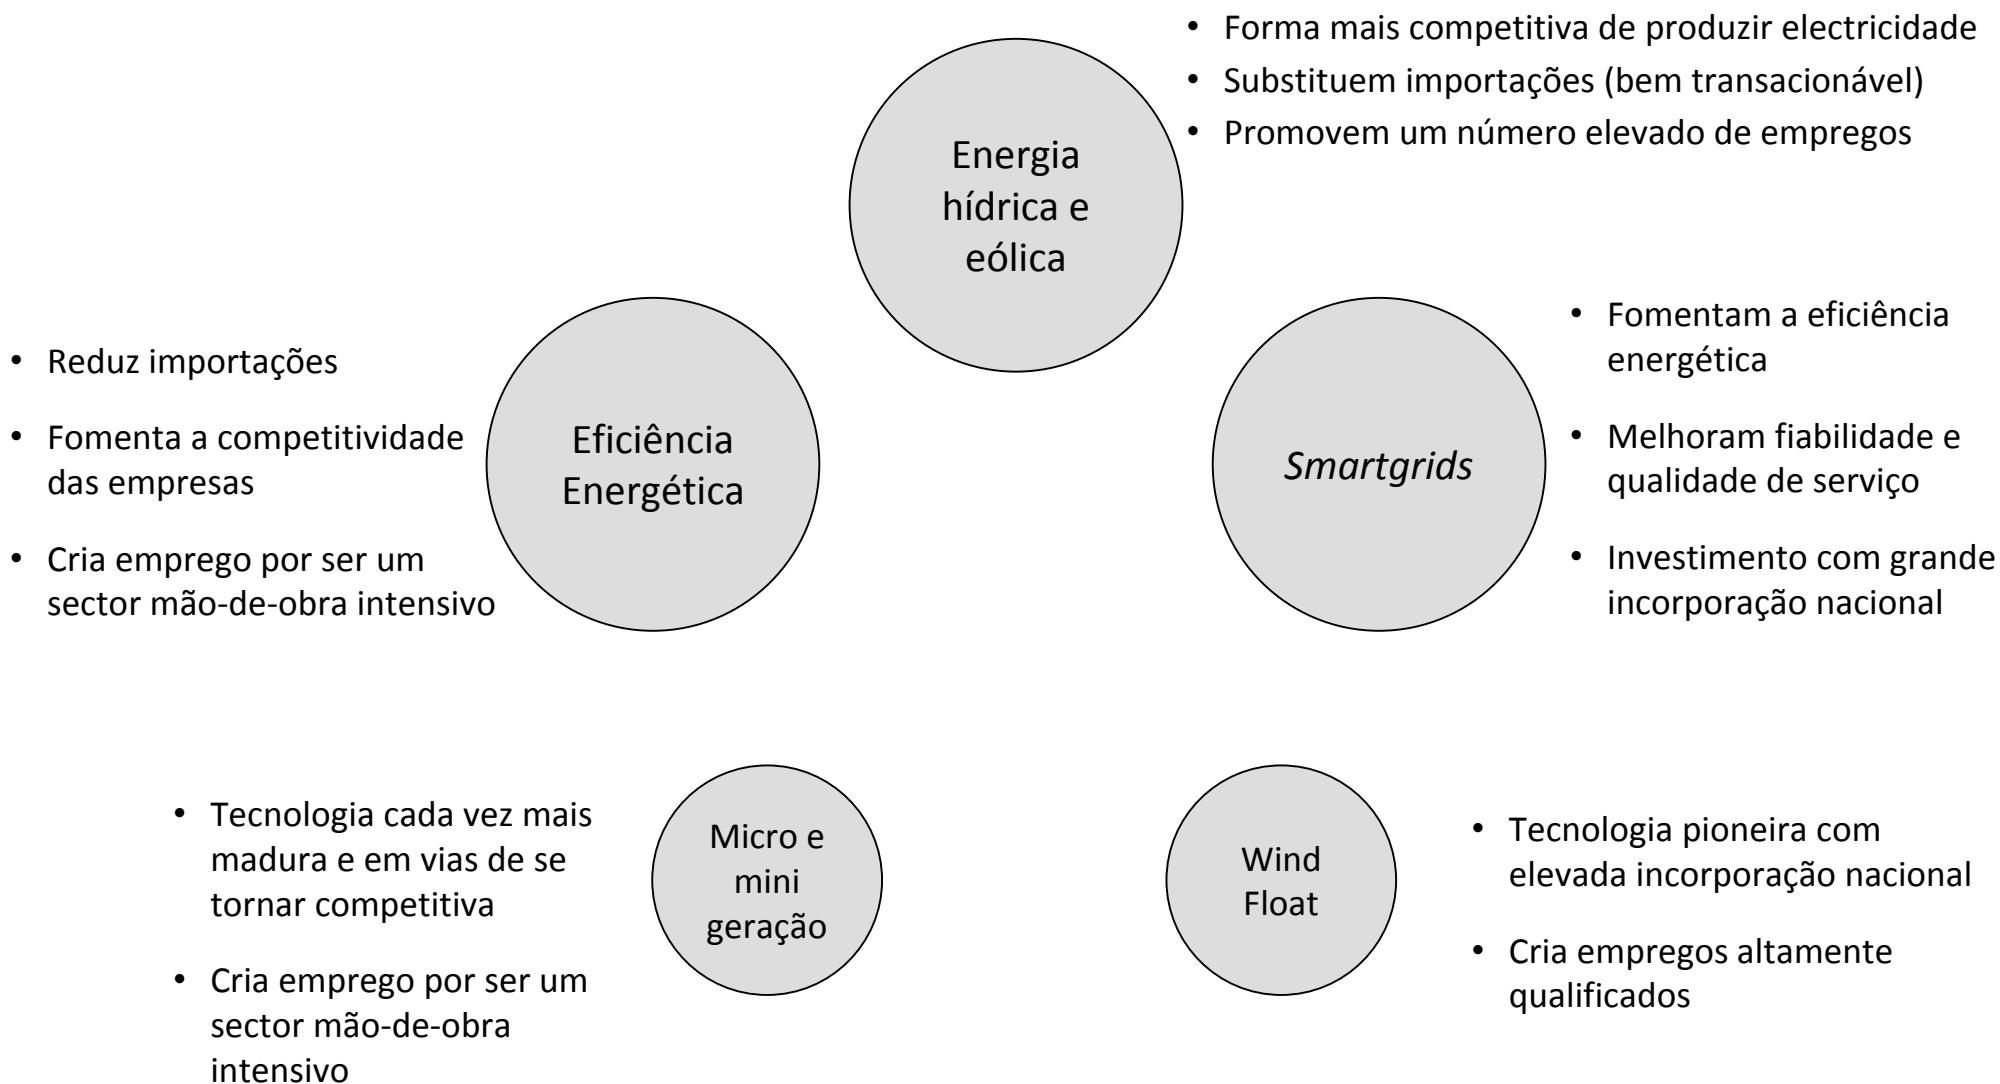 • Forma mais competitiva de produzir electricidade
• Substituem importações (bem transacionável)
• Promovem um número elevado de empregos
Energia
hídrica e
eólica
• Reduz importações
• Fomenta a competitividade
das empresas
• Cria emprego por ser um
sector mão-de-obra intensivo
Eficiência
Energética
Smartgrids
• Fomentam a eficiência
energética
• Melhoram fiabilidade e
qualidade de serviço
• Investimento com grande
incorporação nacional
• Tecnologia cada vez mais
madura e em vias de se
tornar competitiva
• Cria emprego por ser um
sector mão-de-obra
intensivo
Micro e
mini
geração
Wind
Float
• Tecnologia pioneira com
elevada incorporação nacional
• Cria empregos altamente
qualificados